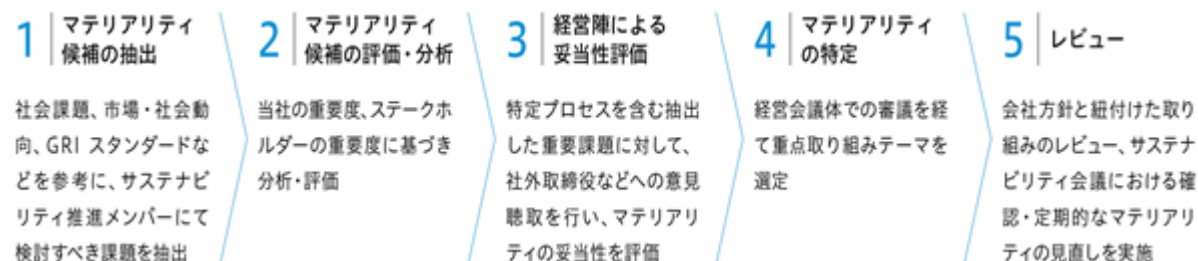 1
マテリアリティ
候補の抽出
社会課題、市場・社会動
向、GRI スタンダードな
どを参考に、サステナビ
リティ推進メンバーにて
検討すべき課題を抽出
2
マテリアリティ
候補の評価・分析
当社の重要度、ステークホ
ルダーの重要度に基づき
分析・評価
3
経営陣による
妥当性評価
特定プロセスを含む抽出
した重要課題に対して、
社外取締役などへの意見
聴取を行い、マテリアリ
ティの妥当性を評価
4
マテリアリティ
の特定
経営会議体での審議を経
て重点取り組みテーマを
選定
5
レビュー
会社方針と紐付けた取り
組みのレビュー、サステナ
ビリティ会議における確
認・定期的なマテリアリ
ティの見直しを実施